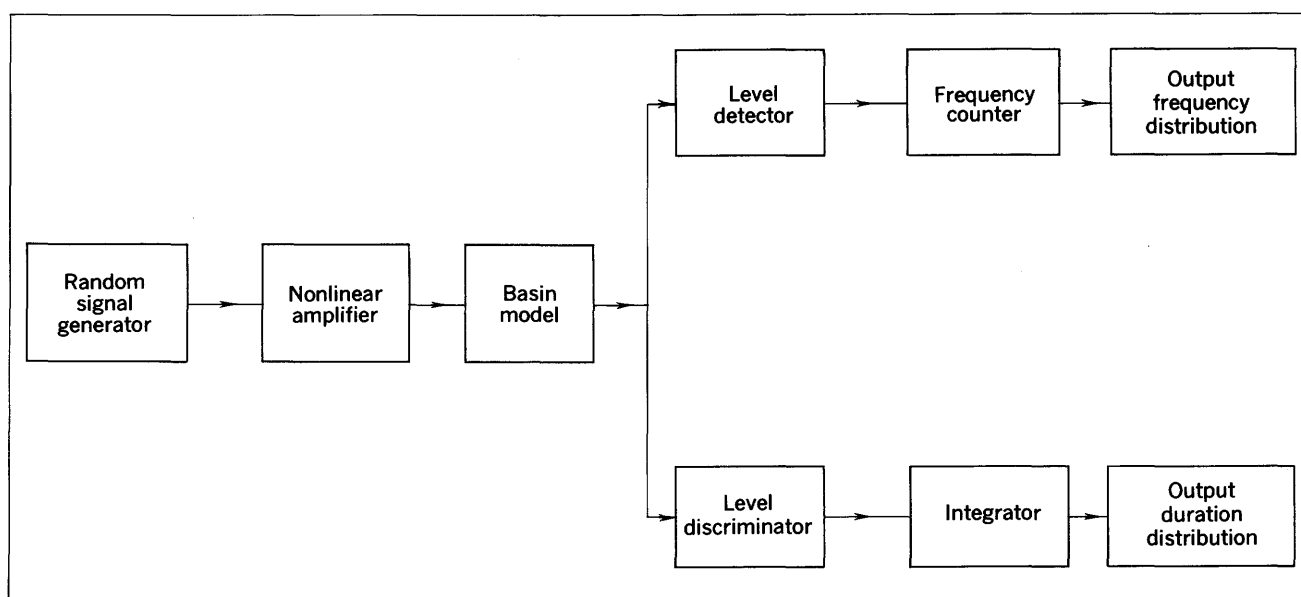 Random
signal
generator
Nonlinear
amplifier
Basin
model
Level
detector
Frequency
counter
Output
frequency
distribution
Level
discriminator
Integrator
Output
duration
distribution